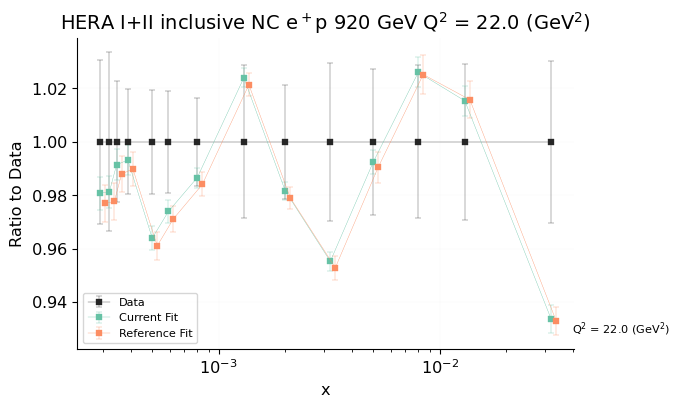 HERA I+II inclusive NC e⁺p 920 GeV Q² = 22.0 (GeV²)
Ratio to Data
1.02
1.00
0.98
0.96
0.94
Data
Current Fit
Reference Fit
Q² = 22.0 (GeV²)
10⁻³
10⁻²
x